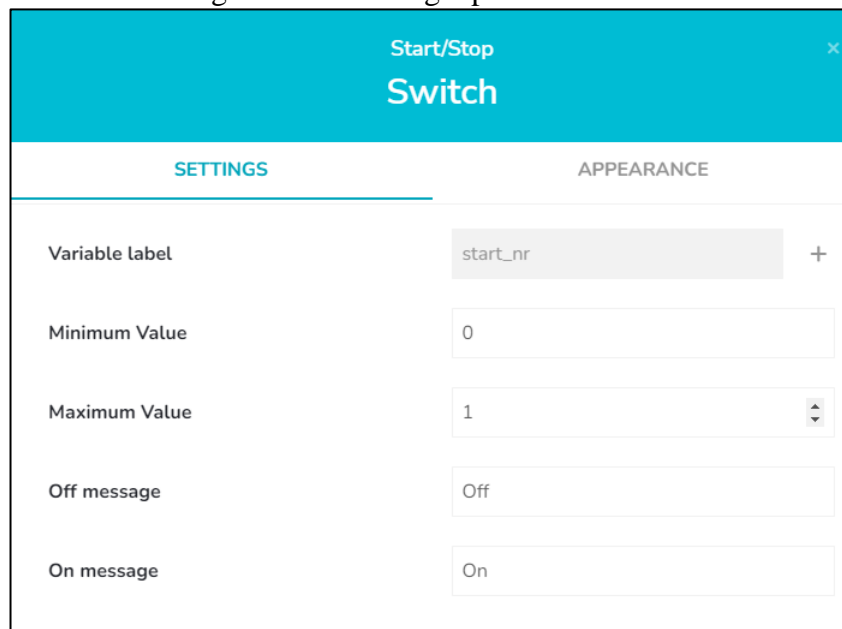 Start/Stop ×
Switch
SETTINGS APPEARANCE
Variable label start_nr +
Minimum Value 0
Maximum Value 1
Off message Off
On message On